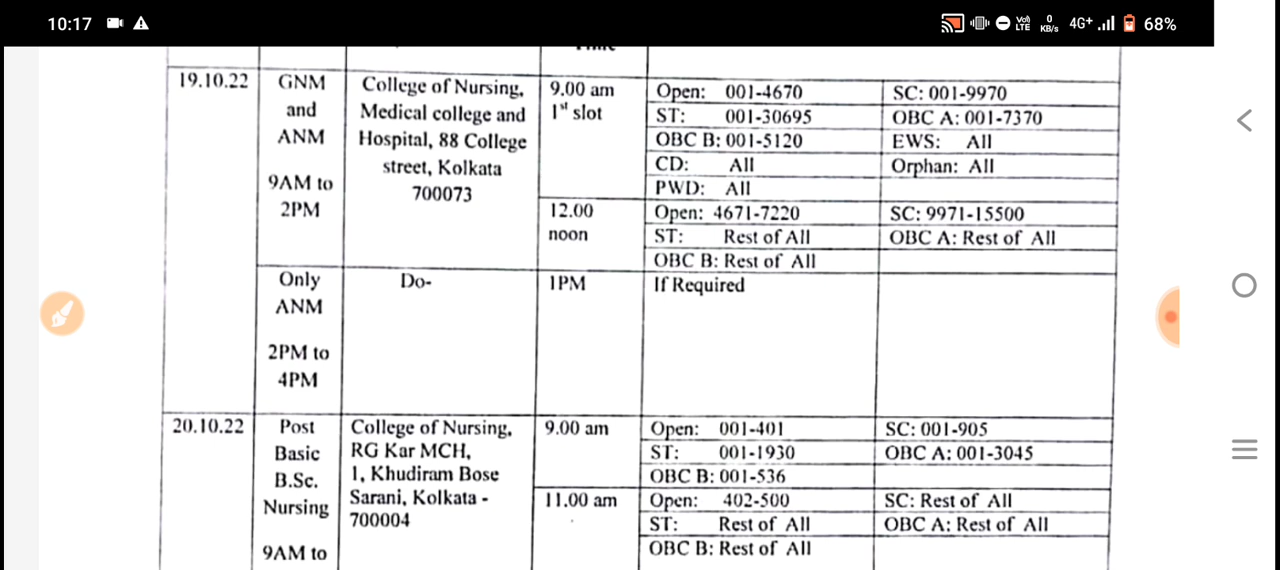 10:17 Vo) LTE 0 KB/s 4G+ 68%
19.10.22
GNM
and
ANM
9AM to
2PM
College of Nursing,
Medical college and
Hospital, 88 College
street, Kolkata
700073
9.00 am
1st slot
Open: 001-4670 SC: 001-9970
ST: 001-30695 OBC A: 001-7370
OBC B: 001-5120 EWS: All
CD: All Orphan: All
PWD: All
12.00
noon
Open: 4671-7220 SC: 9971-15500
ST: Rest of All OBC A: Rest of All
OBC B: Rest of All
Only
ANM
2PM to
4PM
Do-
1PM
If Required
20.10.22
Post
Basic
B.Sc.
Nursing
9AM to
College of Nursing,
RG Kar MCH,
1, Khudiram Bose
Sarani, Kolkata -
700004
9.00 am
Open: 001-401 SC: 001-905
ST: 001-1930 OBC A: 001-3045
OBC B: 001-536
11.00 am
Open: 402-500 SC: Rest of All
ST: Rest of All OBC A: Rest of All
OBC B: Rest of All